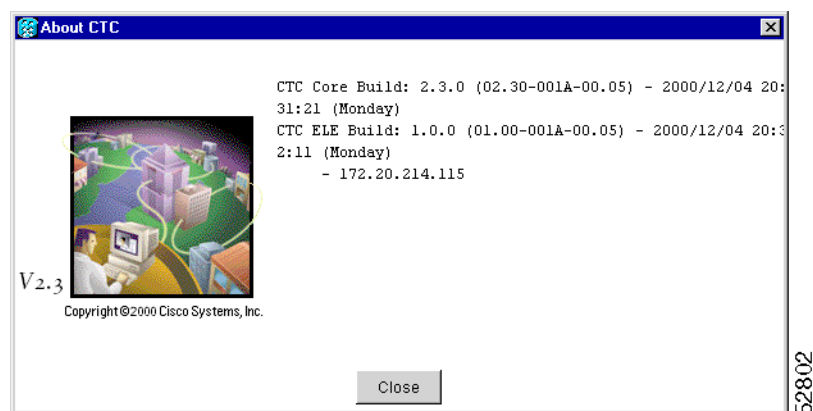 About CTC
CTC Core Build: 2.3.0 (02.30-001A-00.05) - 2000/12/04 20:
31:21 (Monday)
CTC ELE Build: 1.0.0 (01.00-001A-00.05) - 2000/12/04 20:3
2:11 (Monday)
- 172.20.214.115
V2.3
Copyright©2000 Cisco Systems, Inc.
Close
52802